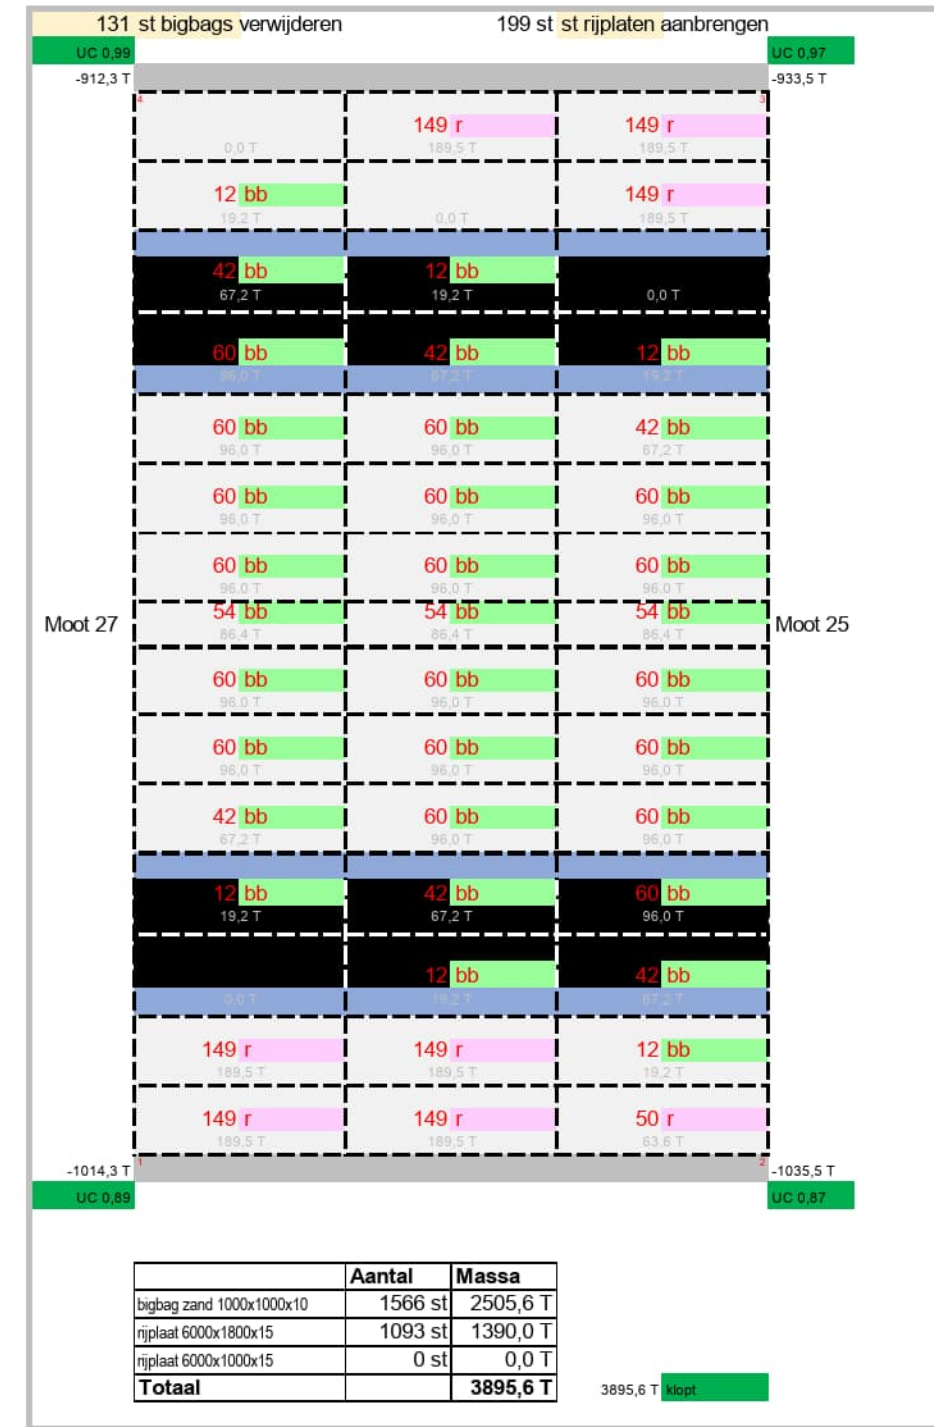 131 st bigbags verwijderen 199 st st rijplaten aanbrengen
UC 0,99 UC 0,97
-912,3 T -933,5 T
4 3
149 r 149 r
0,0 T 189,5 T 189,5 T
12 bb 149 r
19,2 T 0,0 T 189,5 T
42 bb 12 bb
67,2 T 19,2 T 0,0 T
60 bb 42 bb 12 bb
96,0 T 67,2 T 19,2 T
60 bb 60 bb 42 bb
96,0 T 96,0 T 67,2 T
60 bb 60 bb 60 bb
96,0 T 96,0 T 96,0 T
60 bb 60 bb 60 bb
96,0 T 96,0 T 96,0 T
54 bb 54 bb 54 bb
Moot 27 86,4 T 86,4 T 86,4 T Moot 25
60 bb 60 bb 60 bb
96,0 T 96,0 T 96,0 T
60 bb 60 bb 60 bb
96,0 T 96,0 T 96,0 T
42 bb 60 bb 60 bb
67,2 T 96,0 T 96,0 T
12 bb 42 bb 60 bb
19,2 T 67,2 T 96,0 T
12 bb 42 bb
0,0 T 19,2 T 67,2 T
149 r 149 r 12 bb
189,5 T 189,5 T 19,2 T
149 r 149 r 50 r
189,5 T 189,5 T 63,6 T
1 2
-1014,3 T -1035,5 T
UC 0,89 UC 0,87
Aantal Massa
bigbag zand 1000x1000x10 1566 st 2505,6 T
rijplaat 6000x1800x15 1093 st 1390,0 T
rijplaat 6000x1000x15 0 st 0,0 T
Totaal 3895,6 T 3895,6 T klopt